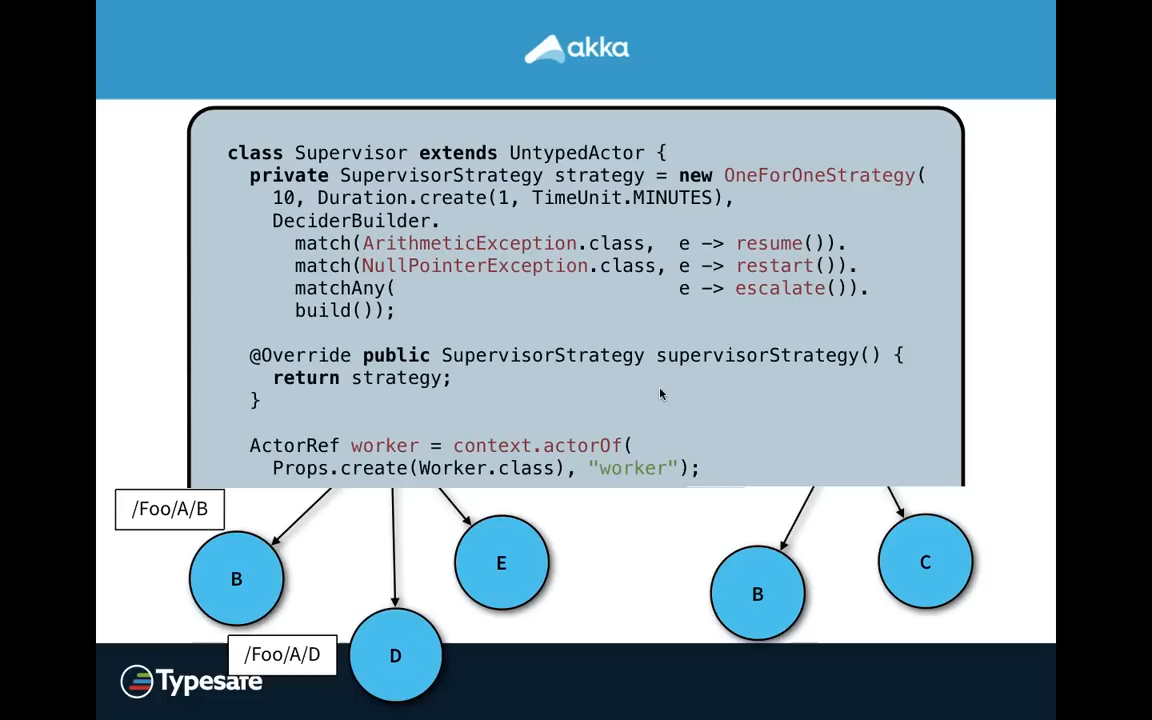 akka
class Supervisor extends UntypedActor {
private SupervisorStrategy strategy = new OneForOneStrategy(
10, Duration.create(1, TimeUnit.MINUTES),
DeciderBuilder.
match(ArithmeticException.class, e -> resume()).
match(NullPointerException.class, e -> restart()).
matchAny( e -> escalate()).
build());
@Override public SupervisorStrategy supervisorStrategy() {
return strategy;
}
ActorRef worker = context.actorOf(
Props.create(Worker.class), "worker");
/Foo/A/B
B
E
B
C
/Foo/A/D
D
Typesafe